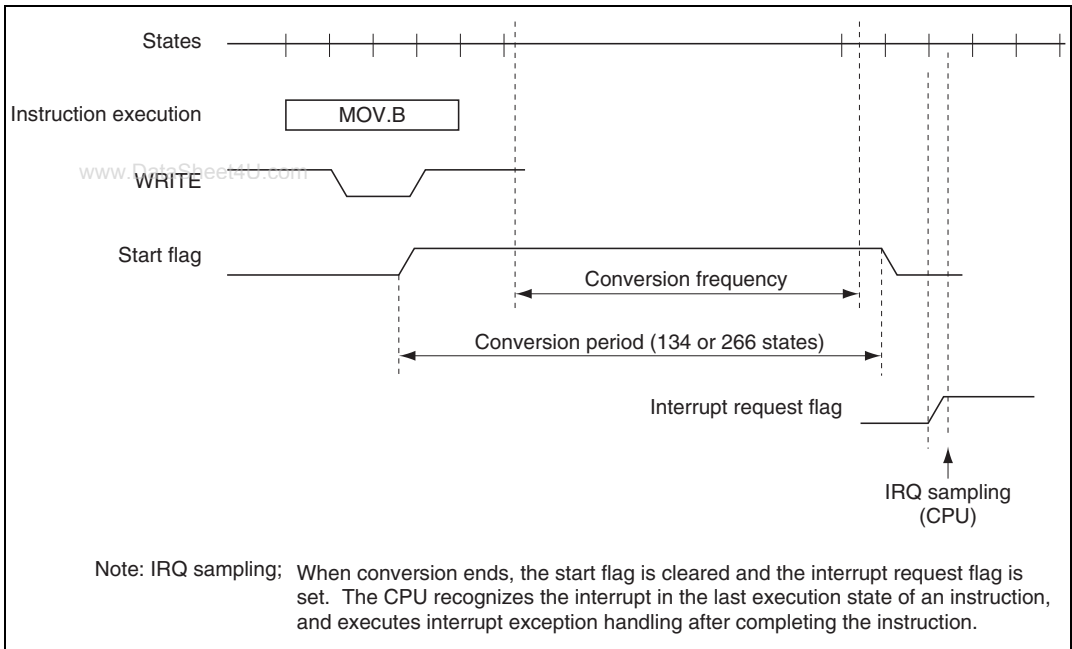 States
Instruction execution
MOV.B
www.DataSheet4U.com
WRITE
Start flag
Conversion frequency
Conversion period (134 or 266 states)
Interrupt request flag
IRQ sampling
(CPU)
Note: IRQ sampling; When conversion ends, the start flag is cleared and the interrupt request flag is
set. The CPU recognizes the interrupt in the last execution state of an instruction,
and executes interrupt exception handling after completing the instruction.